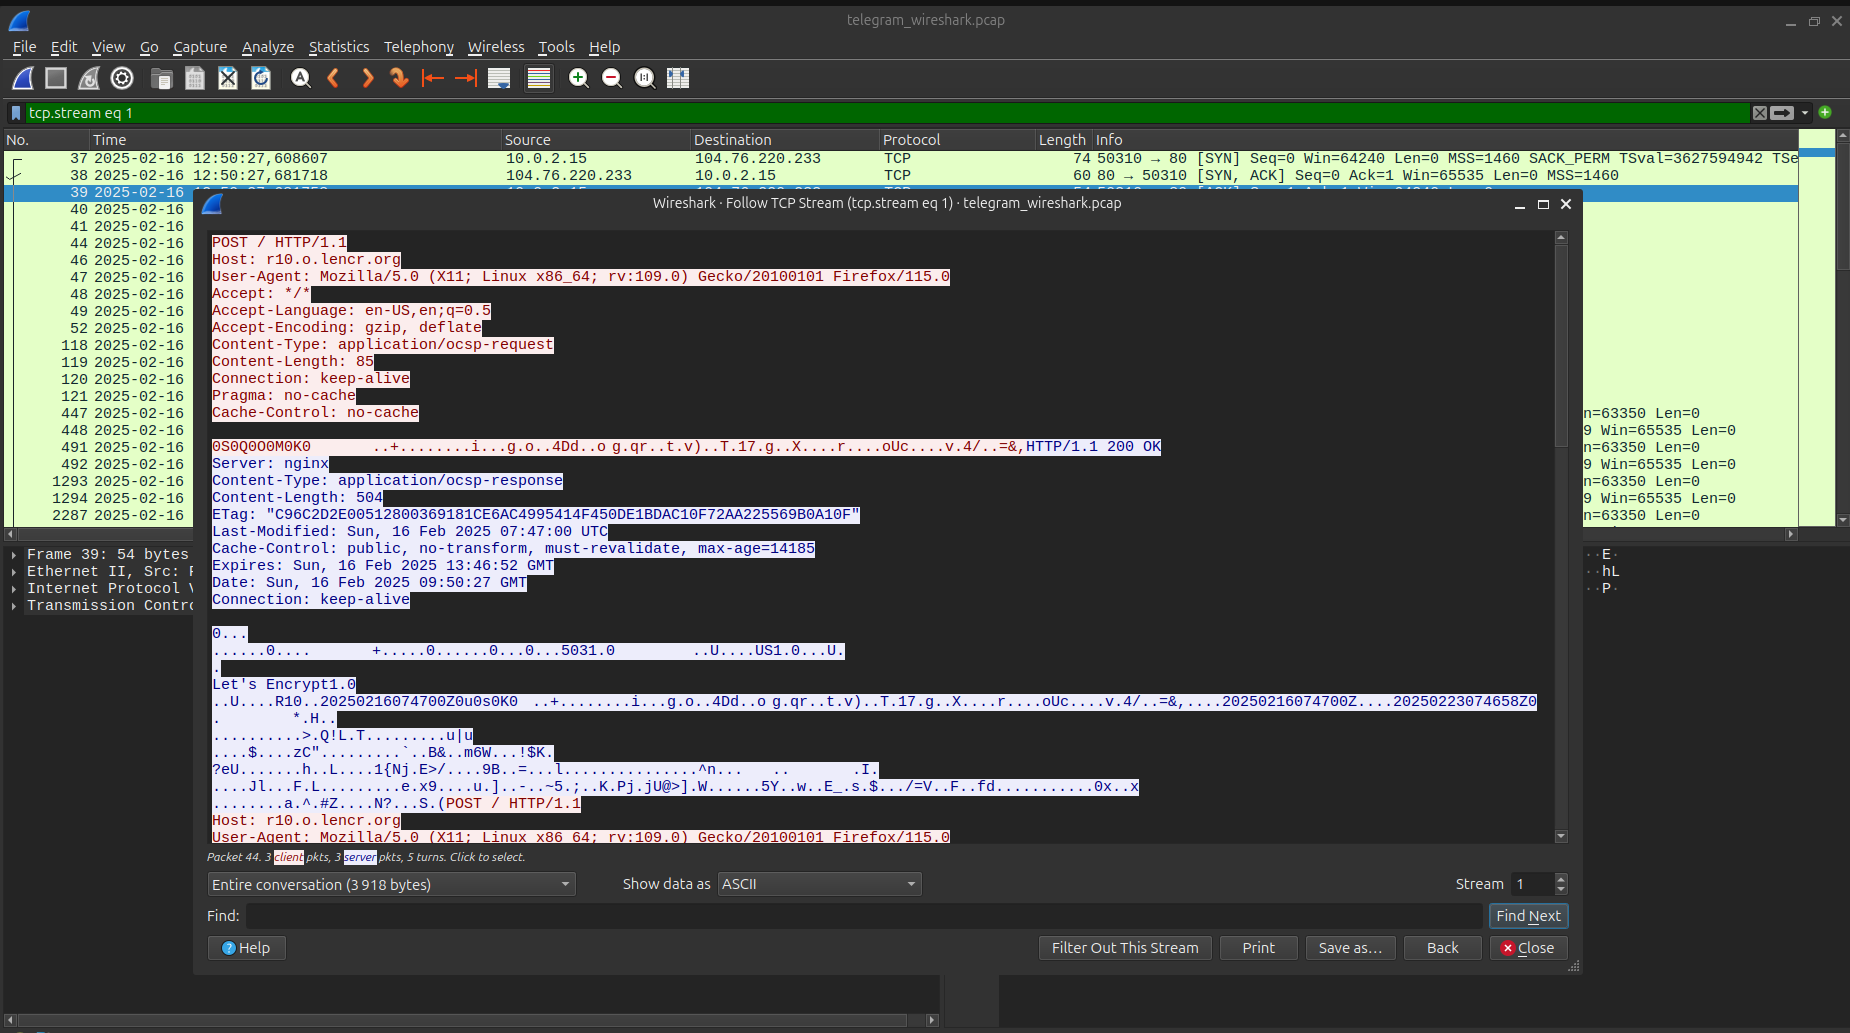 telegram_wireshark.pcap
File Edit View Go Capture Analyze Statistics Telephony Wireless Tools Help
tcp.stream eq 1
No. Time Source Destination Protocol Length Info
37 2025-02-16 12:50:27,608607 10.0.2.15 104.76.220.233 TCP 74 50310 → 80 [SYN] Seq=0 Win=64240 Len=0 MSS=1460 SACK_PERM TSval=3627594942 TSe
38 2025-02-16 12:50:27,681718 104.76.220.233 10.0.2.15 TCP 60 80 → 50310 [SYN, ACK] Seq=0 Ack=1 Win=65535 Len=0 MSS=1460
39 2025-02-16
40 2025-02-16
41 2025-02-16
44 2025-02-16
46 2025-02-16
47 2025-02-16
48 2025-02-16
49 2025-02-16
52 2025-02-16
118 2025-02-16
119 2025-02-16
120 2025-02-16
121 2025-02-16
447 2025-02-16 n=63350 Len=0
448 2025-02-16 9 Win=65535 Len=0
491 2025-02-16 n=63350 Len=0
492 2025-02-16 9 Win=65535 Len=0
1293 2025-02-16 n=63350 Len=0
1294 2025-02-16 9 Win=65535 Len=0
2287 2025-02-16 n=63350 Len=0
Frame 39: 54 bytes
Ethernet II, Src:
Internet Protocol
Transmission Contro
··E·
··hL
··P·
Wireshark · Follow TCP Stream (tcp.stream eq 1) · telegram_wireshark.pcap
POST / HTTP/1.1
Host: r10.o.lencr.org
User-Agent: Mozilla/5.0 (X11; Linux x86_64; rv:109.0) Gecko/20100101 Firefox/115.0
Accept: */*
Accept-Language: en-US,en;q=0.5
Accept-Encoding: gzip, deflate
Content-Type: application/ocsp-request
Content-Length: 85
Connection: keep-alive
Pragma: no-cache
Cache-Control: no-cache
0S0Q0O0M0K0 ..+........i...g.o..4Dd..o g.qr..t.v)..T.17.g..X....r....oUc....v.4/..=&,HTTP/1.1 200 OK
Server: nginx
Content-Type: application/ocsp-response
Content-Length: 504
ETag: "C96C2D2E00512800369181CE6AC4995414F450DE1BDAC10F72AA225569B0A10F"
Last-Modified: Sun, 16 Feb 2025 07:47:00 UTC
Cache-Control: public, no-transform, must-revalidate, max-age=14185
Expires: Sun, 16 Feb 2025 13:46:52 GMT
Date: Sun, 16 Feb 2025 09:50:27 GMT
Connection: keep-alive
0...
......0.... +.....0......0...0...5031.0 ..U....US1.0...U.
.
Let's Encrypt1.0
..U....R10..20250216074700Z0u0s0K0 ..+........i...g.o..4Dd..o g.qr..t.v)..T.17.g..X....r....oUc....v.4/..=&,....20250216074700Z....20250223074658Z0
. *.H..
..........>.Q!L.T.........u|u
....$....zC".........`..B&..m6W...!$K.
?eU.......h..L....1{Nj.E>/....9B..=...l...............^n... .. .I.
....Jl...F.L.........e.x9....u.]..-..~5.;..K.Pj.jU@>].W......5Y..w..E_.s.$.../=V..F..fd...........0x..x
........a.^.#Z....N?...S.(POST / HTTP/1.1
Host: r10.o.lencr.org
User-Agent: Mozilla/5.0 (X11; Linux x86_64; rv:109.0) Gecko/20100101 Firefox/115.0
Packet 44. 3 client pkts, 3 server pkts, 5 turns. Click to select.
Entire conversation (3 918 bytes) Show data as ASCII Stream 1
Find: Find Next
Help Filter Out This Stream Print Save as... Back Close